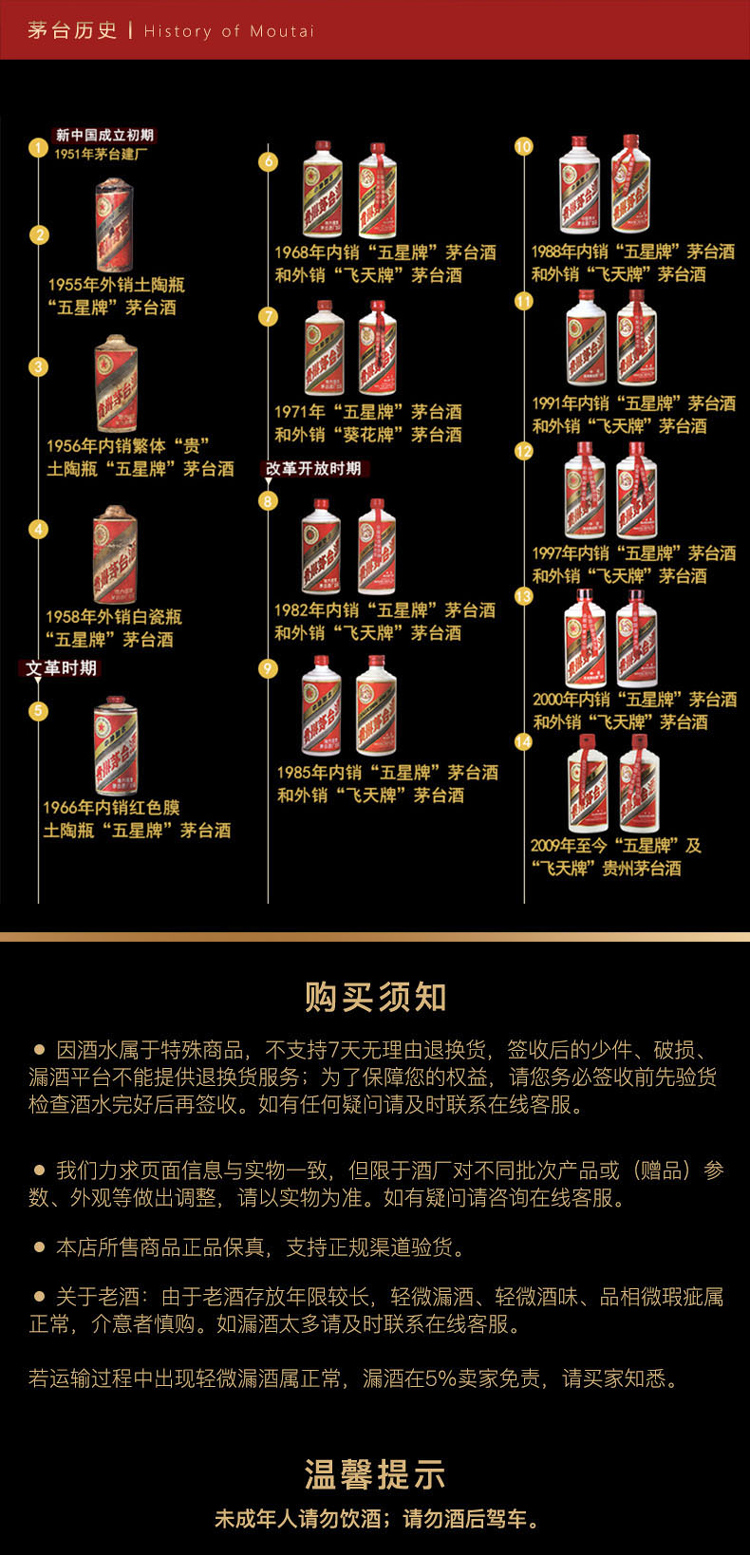 茅台历史 | History of Moutai
1
新中国成立初期
1951年茅台建厂
2
1955年外销土陶瓶
“五星牌”茅台酒
3
1956年内销繁体“贵”
土陶瓶“五星牌”茅台酒
4
1958年外销白瓷瓶
“五星牌”茅台酒
文革时期
5
1966年内销红色膜
土陶瓶“五星牌”茅台酒
6
1968年内销“五星牌”茅台酒
和外销“飞天牌”茅台酒
7
1971年“五星牌”茅台酒
和外销“葵花牌”茅台酒
改革开放时期
8
1982年内销“五星牌”茅台酒
和外销“飞天牌”茅台酒
9
1985年内销“五星牌”茅台酒
和外销“飞天牌”茅台酒
10
1988年内销“五星牌”茅台酒
和外销“飞天牌”茅台酒
11
1991年内销“五星牌”茅台酒
和外销“飞天牌”茅台酒
12
1997年内销“五星牌”茅台酒
和外销“飞天牌”茅台酒
13
2000年内销“五星牌”茅台酒
和外销“飞天牌”茅台酒
14
2009年至今“五星牌”及
“飞天牌”贵州茅台酒
购买须知
● 因酒水属于特殊商品，不支持7天无理由退换货，签收后的少件、破损、
漏酒平台不能提供退换货服务；为了保障您的权益，请您务必签收前先验货
检查酒水完好后再签收。如有任何疑问请及时联系在线客服。
● 我们力求页面信息与实物一致，但限于酒厂对不同批次产品或（赠品）参
数、外观等做出调整，请以实物为准。如有疑问请咨询在线客服。
● 本店所售商品正品保真，支持正规渠道验货。
● 关于老酒：由于老酒存放年限较长，轻微漏酒、轻微酒味、品相微瑕疵属
正常，介意者慎购。如漏酒太多请及时联系在线客服。
若运输过程中出现轻微漏酒属正常，漏酒在5%卖家免责，请买家知悉。
温馨提示
未成年人请勿饮酒；请勿酒后驾车。